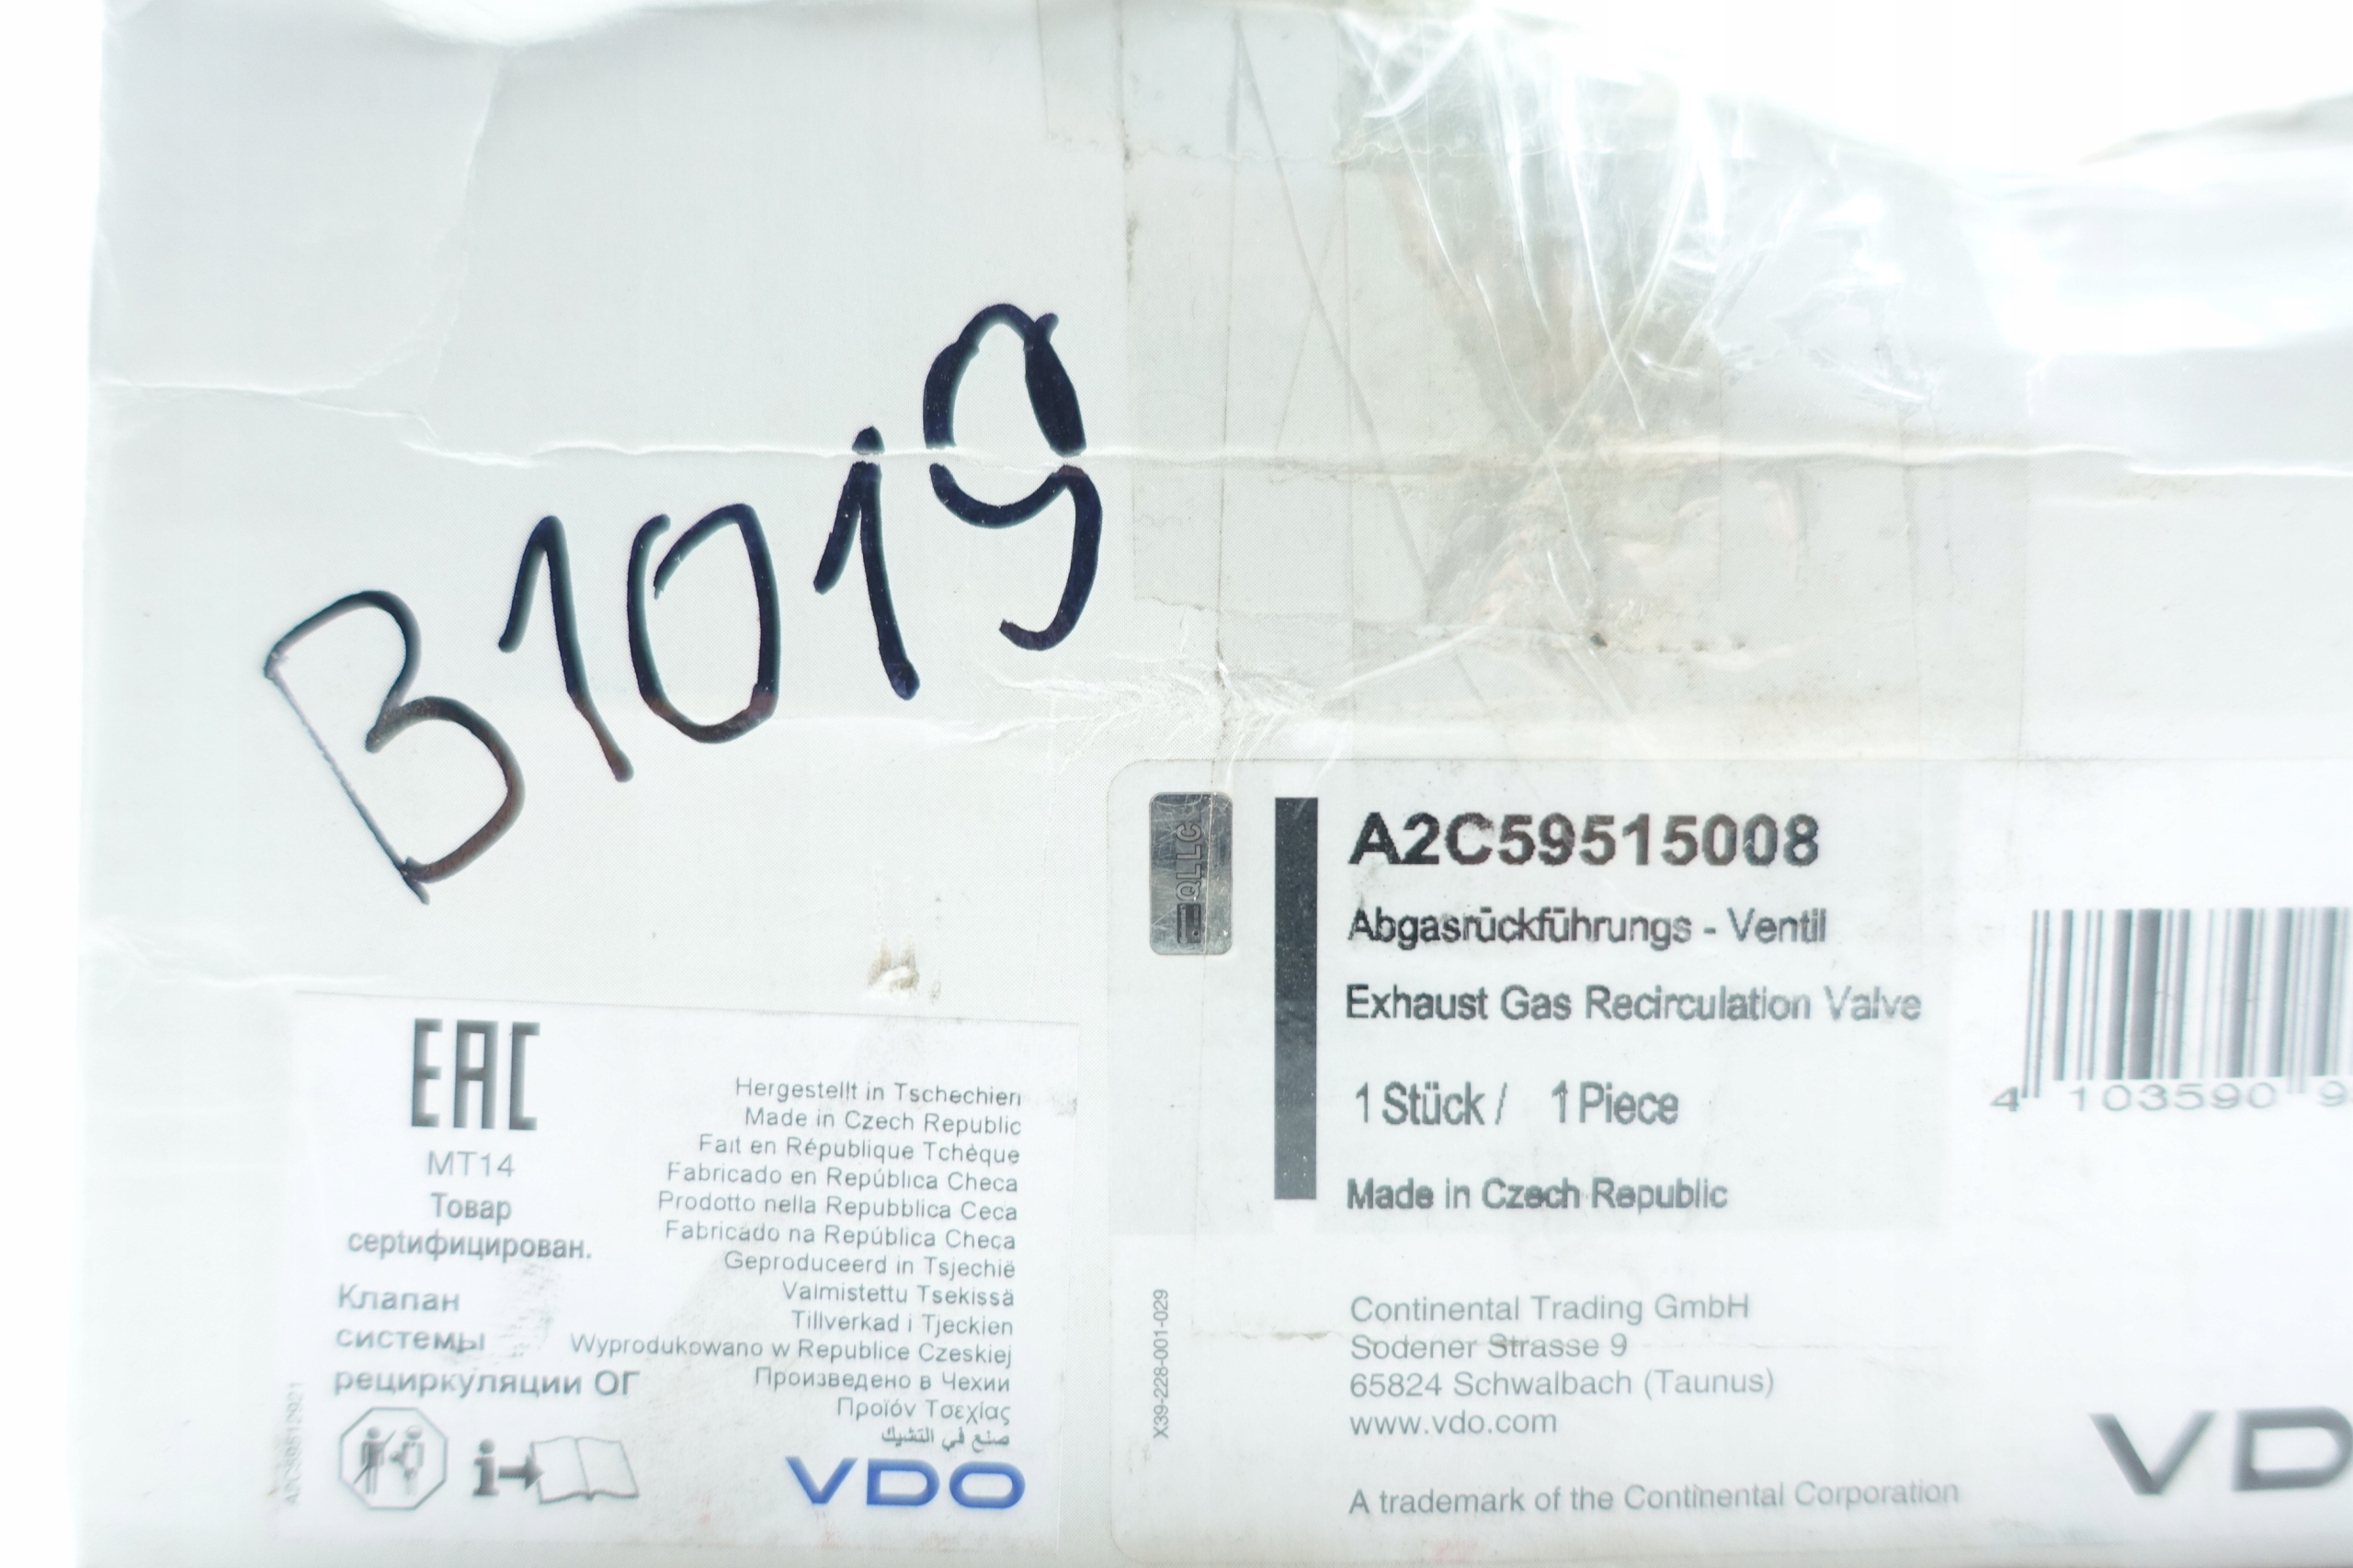 B1019
QLLC
A2C59515008
Abgasrückführungs - Ventil
Exhaust Gas Recirculation Valve
1 Stück / 1 Piece
Made in Czech Republic
4 103590 9
X39-228-001-029
Continental Trading GmbH
Sodener Strasse 9
65824 Schwalbach (Taunus)
www.vdo.com
A trademark of the Continental Corporation
VD
EAC
MT14
Товар
сертифицирован.
Клапан
системы
рециркуляции ОГ
Hergestellt in Tschechien
Made in Czech Republic
Fait en République Tchèque
Fabricado en República Checa
Prodotto nella Repubblica Ceca
Fabricado na República Checa
Geproduceerd in Tsjechië
Valmistettu Tsekissä
Tillverkad i Tjeckien
Wyprodukowano w Republice Czeskiej
Произведено в Чехии
Προϊόν Τσεχίας
صنع في التشيك
VDO